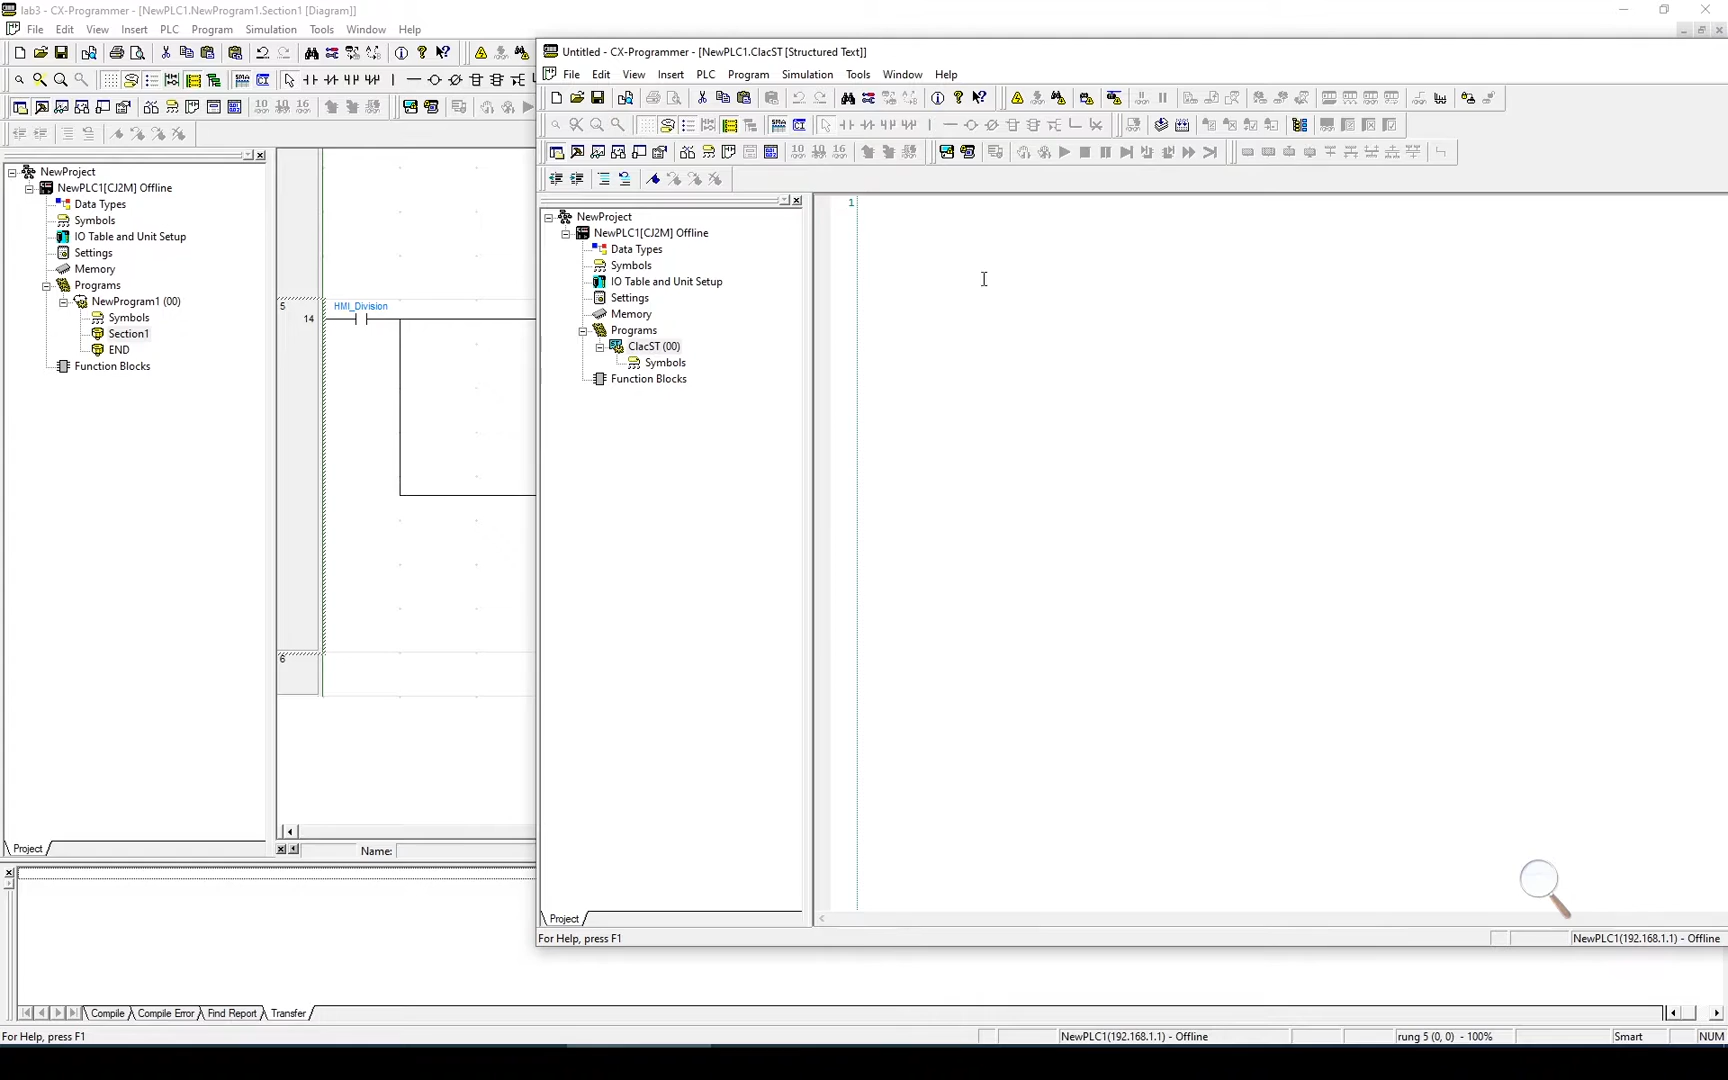 lab3 - CX-Programmer - [NewPLC1.NewProgram1.Section1 [Diagram]]
File Edit View Insert PLC Program Simulation Tools Window Help
NewProject
NewPLC1[CJ2M] Offline
Data Types
Symbols
IO Table and Unit Setup
Settings
Memory
Programs
NewProgram1 (00)
Symbols
Section1
END
Function Blocks
Project
5
14
HMI_Division
6
Name:
Untitled - CX-Programmer - [NewPLC1.ClacST [Structured Text]]
File Edit View Insert PLC Program Simulation Tools Window Help
NewProject
NewPLC1[CJ2M] Offline
Data Types
Symbols
IO Table and Unit Setup
Settings
Memory
Programs
ClacST (00)
Symbols
Function Blocks
1
Project
For Help, press F1
NewPLC1(192.168.1.1) - Offline
Compile Compile Error Find Report Transfer
For Help, press F1
NewPLC1(192.168.1.1) - Offline
rung 5 (0, 0) - 100%
Smart
NUM